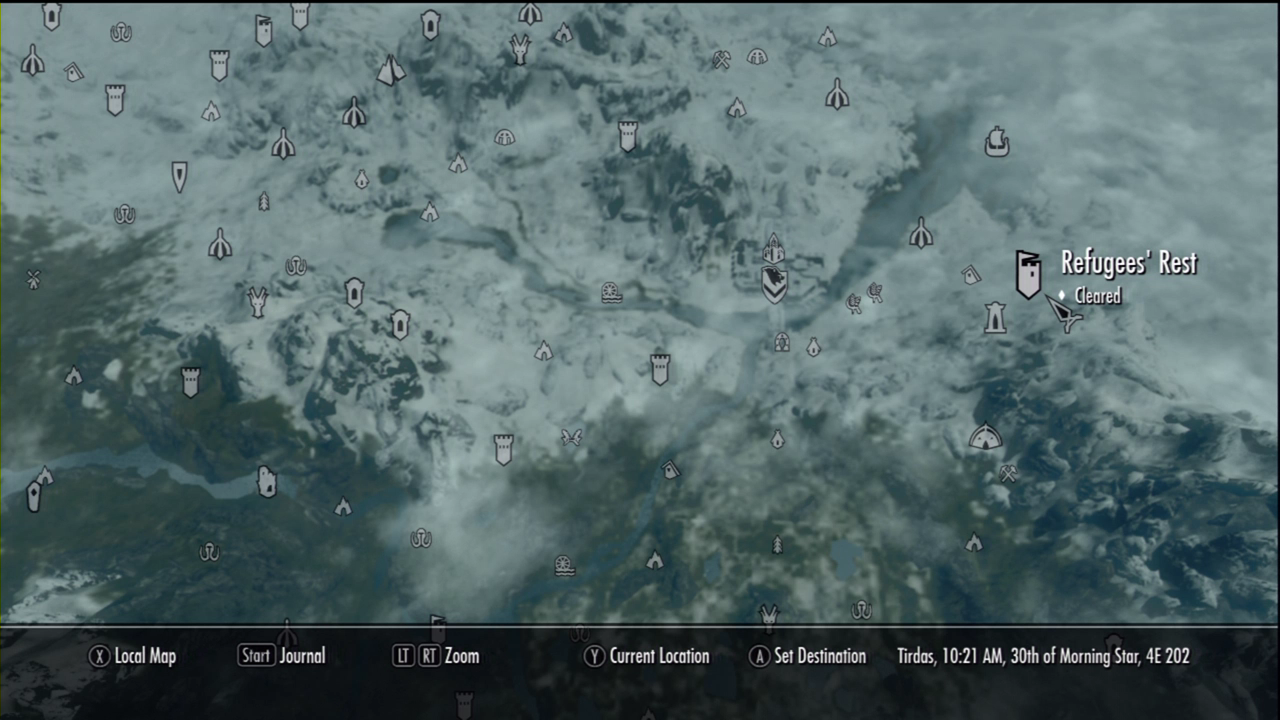 Refugees' Rest
Cleared
X Local Map Start Journal LT RT Zoom Y Current Location A Set Destination Tirdas, 10:21 AM, 30th of Morning Star, 4E 202